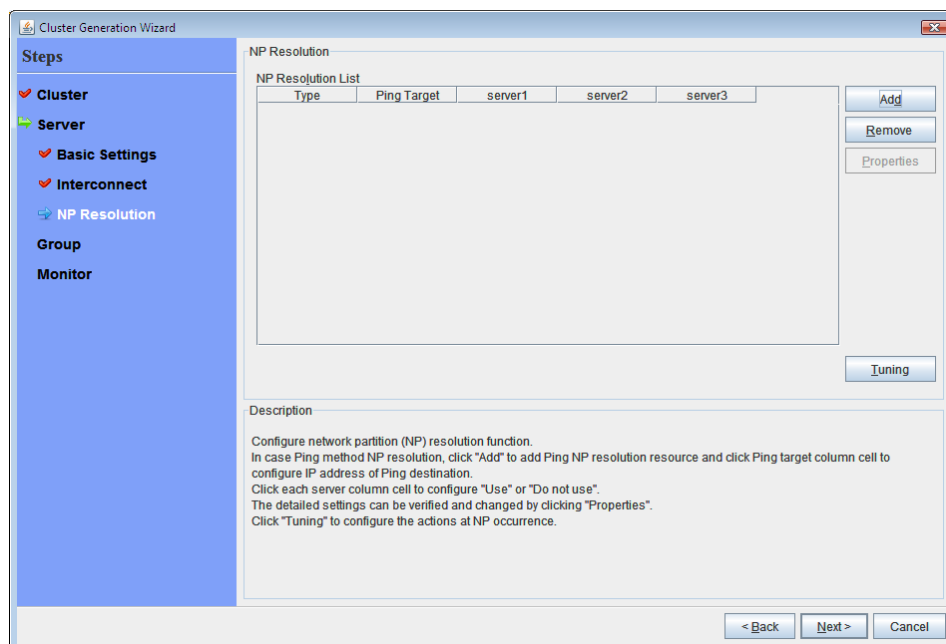 Cluster Generation Wizard
Steps
Cluster
Server
Basic Settings
Interconnect
NP Resolution
Group
Monitor
NP Resolution
NP Resolution List
Type Ping Target server1 server2 server3
Add
Remove
Properties
Tuning
Description
Configure network partition (NP) resolution function.
In case Ping method NP resolution, click "Add" to add Ping NP resolution resource and click Ping target column cell to
configure IP address of Ping destination.
Click each server column cell to configure "Use" or "Do not use".
The detailed settings can be verified and changed by clicking "Properties".
Click "Tuning" to configure the actions at NP occurrence.
< Back Next > Cancel